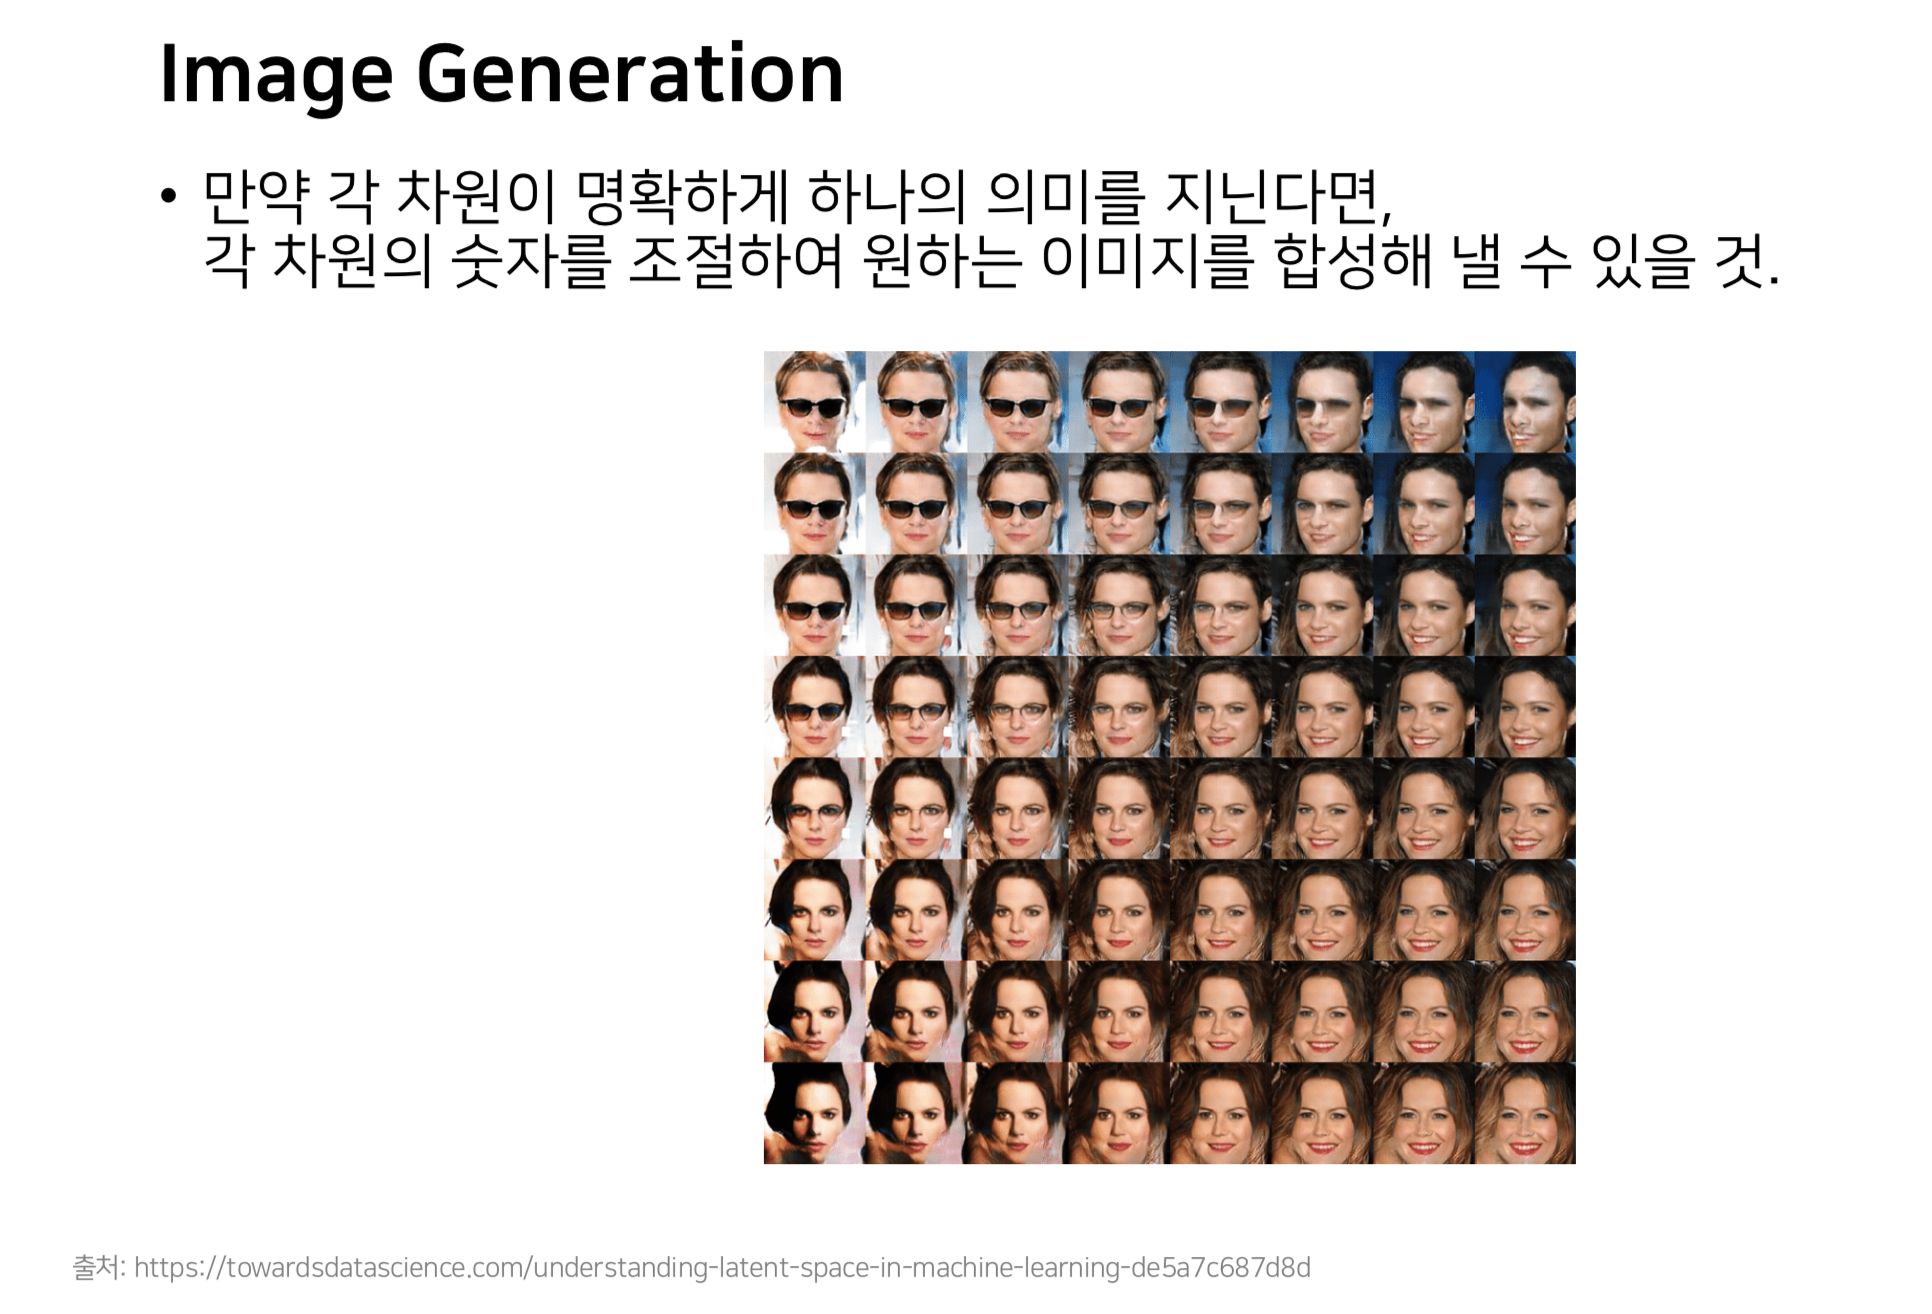 Image Generation
• 만약 각 차원이 명확하게 하나의 의미를 지닌다면,
각 차원의 숫자를 조절하여 원하는 이미지를 합성해 낼 수 있을 것.
출처: https://towardsdatascience.com/understanding-latent-space-in-machine-learning-de5a7c687d8d